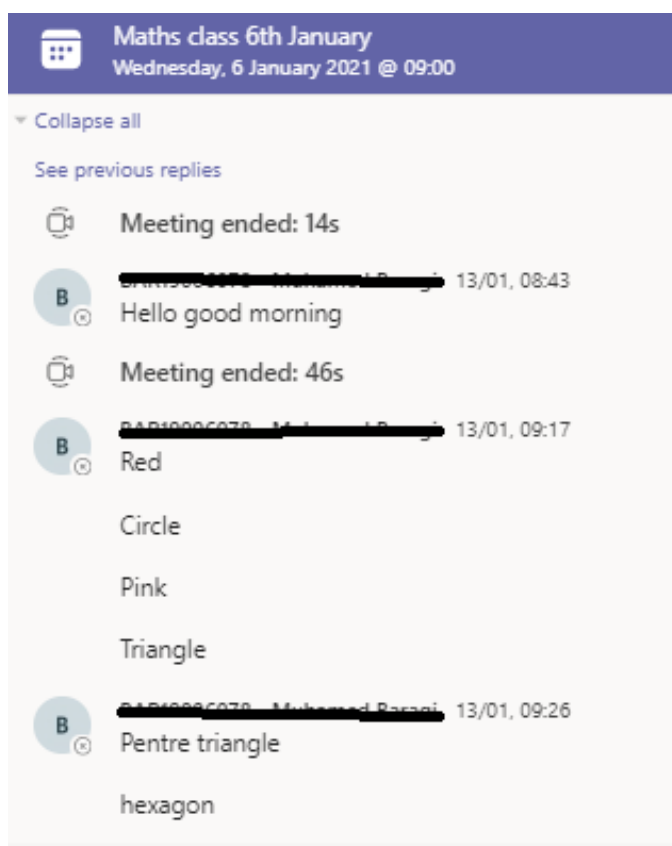 Maths class 6th January
Wednesday, 6 January 2021 @ 09:00
Collapse all
See previous replies
Meeting ended: 14s
13/01, 08:43
B
Hello good morning
Meeting ended: 46s
13/01, 09:17
B
Red
Circle
Pink
Triangle
13/01, 09:26
B
Pentre triangle
hexagon